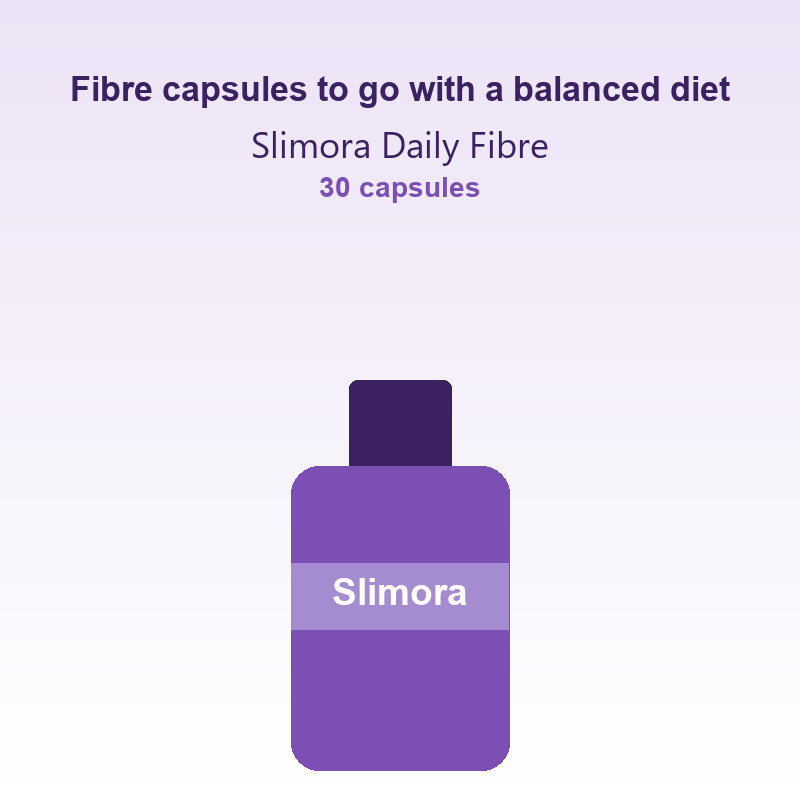 Fibre capsules to go with a balanced diet
Slimora Daily Fibre
30 capsules
Slimora